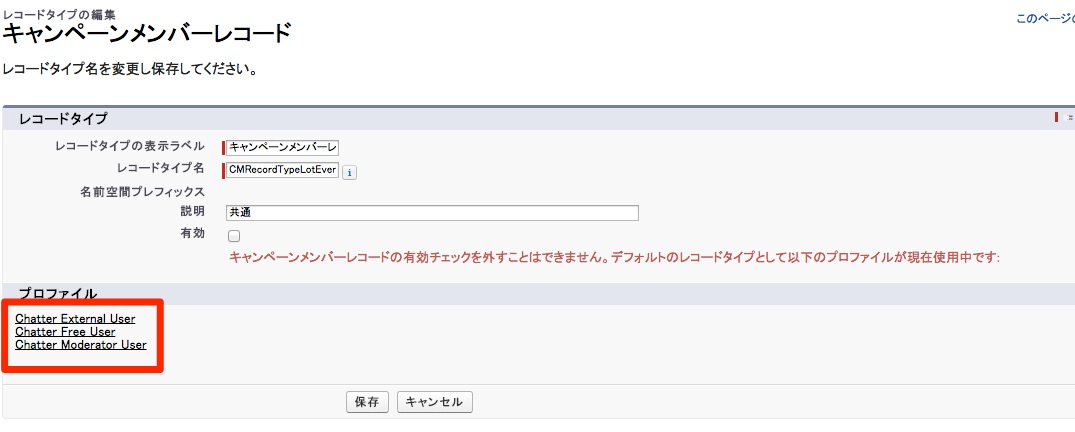 レコードタイプの編集
キャンペーンメンバーレコード
このページの
レコードタイプ名を変更し保存してください。
レコードタイプ
レコードタイプの表示ラベル キャンペーンメンバーレ
レコードタイプ名 CMRecordTypeLotEver i
名前空間プレフィックス
説明 共通
有効
キャンペーンメンバーレコードの有効チェックを外すことはできません。デフォルトのレコードタイプとして以下のプロファイルが現在使用中です:
プロファイル
Chatter External User
Chatter Free User
Chatter Moderator User
保存 キャンセル